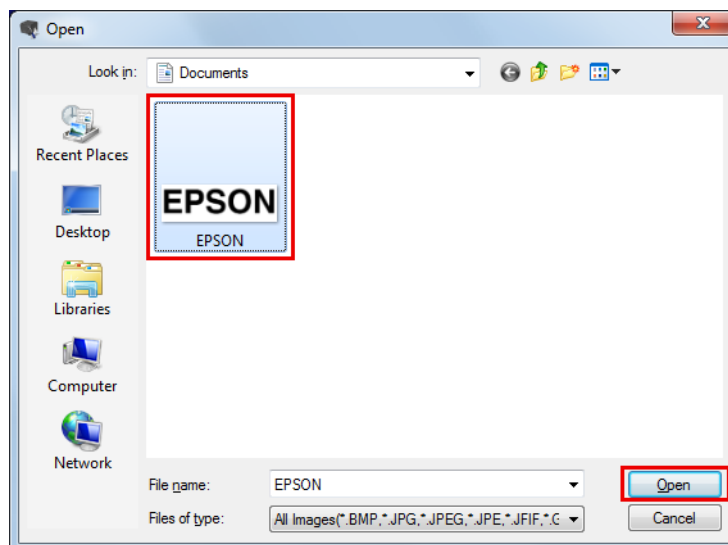 Open
Look in:
Documents
Recent Places
EPSON
EPSON
Desktop
Libraries
Computer
Network
File name:
EPSON
Open
Files of type:
All Images(*.BMP,*.JPG,*.JPEG,*.JPE,*.JFIF,*.G
Cancel